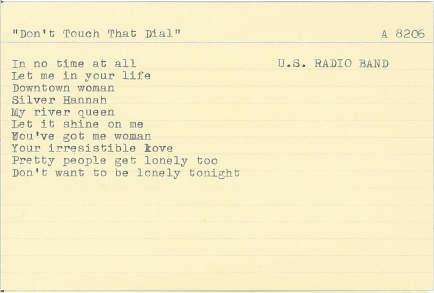 "Don't Touch That Dial" A 8206
In no time at all U.S. RADIO BAND
Let me in your life
Downtown woman
Silver Hannah
My river queen
Let it shine on me
You've got me woman
Your irresistible love
Pretty people get lonely too
Don't want to be lonely tonight